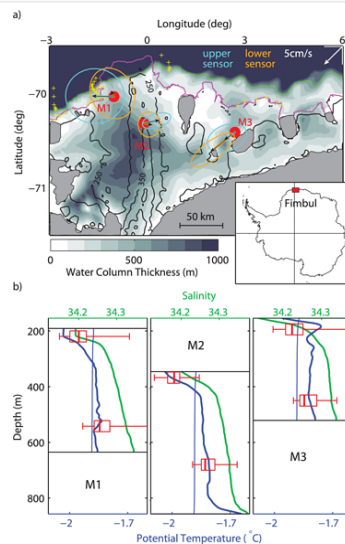 a)
Longitude (deg)
−3 0 3 6
upper sensor
lower sensor
5cm/s
M1
M3
250
350
Latitude (deg)
−70
−71
50 km
Fimbul
0 500 1000
Water Column Thickness (m)
b)
Salinity
34.2 34.3 34.2 34.3 34.2 34.3
Depth (m)
200
400
600
800
M1
M2
M3
−2 −1.7 −2 −1.7 −2 −1.7
Potential Temperature (°C)